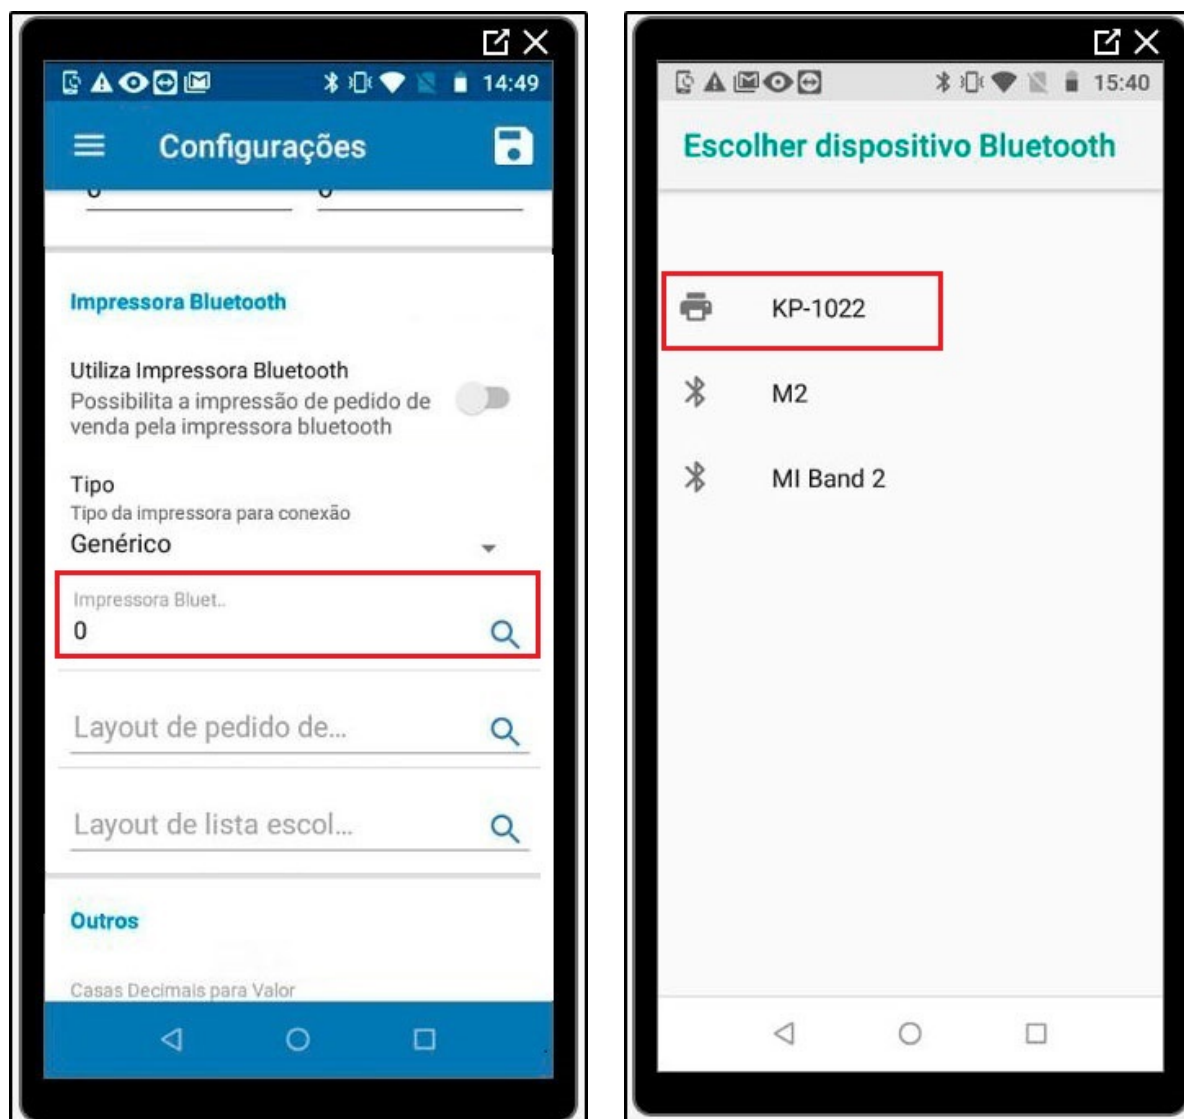 14:49
Configurações
Impressora Bluetooth
Utiliza Impressora Bluetooth
Possibilita a impressão de pedido de
venda pela impressora bluetooth
Tipo
Tipo da impressora para conexão
Genérico
Impressora Bluet..
0
Layout de pedido de...
Layout de lista escol...
Outros
Casas Decimais para Valor
15:40
Escolher dispositivo Bluetooth
KP-1022
M2
MI Band 2